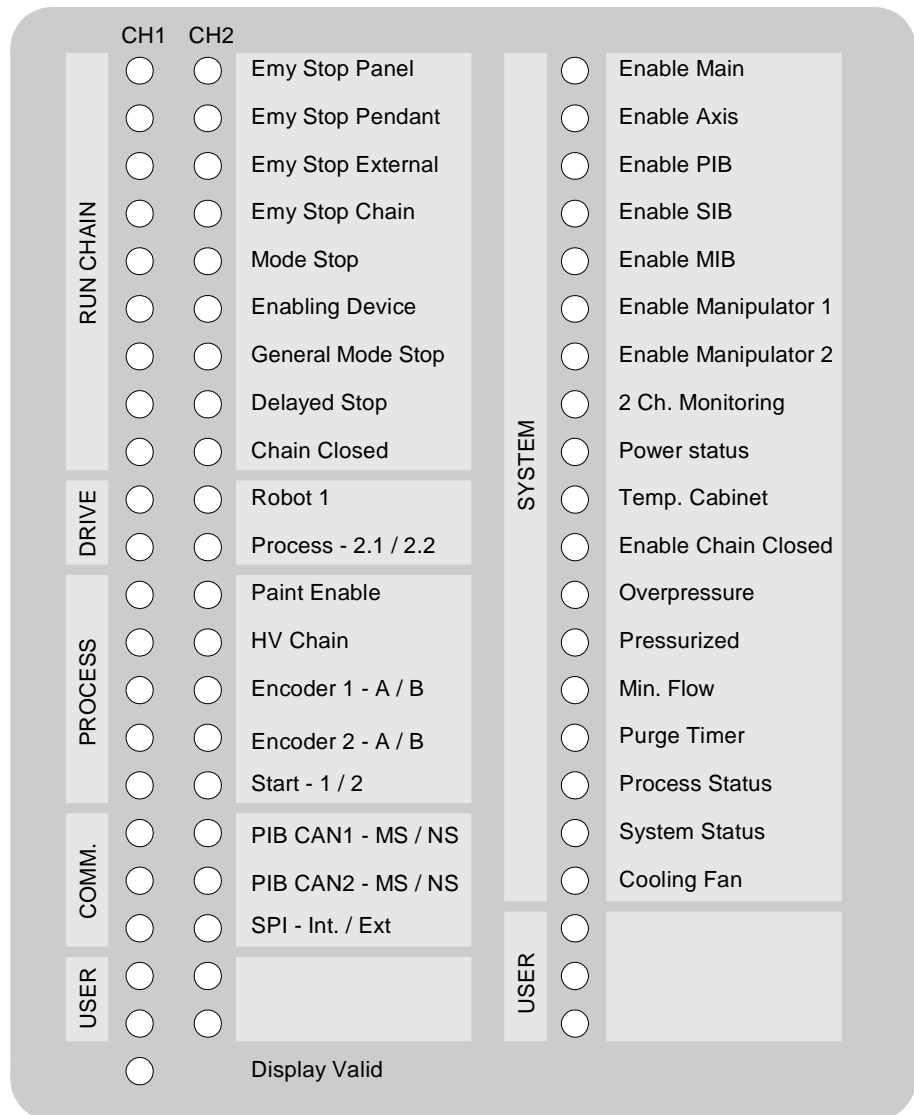 CH1 CH2
RUN CHAIN
Emy Stop Panel
Emy Stop Pendant
Emy Stop External
Emy Stop Chain
Mode Stop
Enabling Device
General Mode Stop
Delayed Stop
Chain Closed
DRIVE
Robot 1
Process - 2.1 / 2.2
PROCESS
Paint Enable
HV Chain
Encoder 1 - A / B
Encoder 2 - A / B
Start - 1 / 2
COMM.
PIB CAN1 - MS / NS
PIB CAN2 - MS / NS
SPI - Int. / Ext
USER
Display Valid
SYSTEM
Enable Main
Enable Axis
Enable PIB
Enable SIB
Enable MIB
Enable Manipulator 1
Enable Manipulator 2
2 Ch. Monitoring
Power status
Temp. Cabinet
Enable Chain Closed
Overpressure
Pressurized
Min. Flow
Purge Timer
Process Status
System Status
Cooling Fan
USER